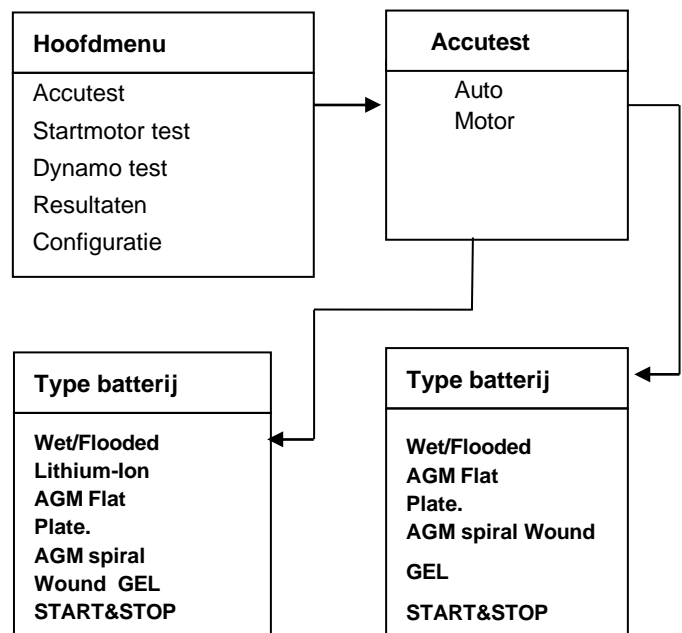 Hoofdmenu
Accutest
Startmotor test
Dynamo test
Resultaten
Configuratie
Accutest
Auto
Motor
Type batterij
Wet/Flooded
Lithium-Ion
AGM Flat
Plate.
AGM spiral
Wound GEL
START&STOP
Type batterij
Wet/Flooded
AGM Flat
Plate.
AGM spiral Wound
GEL
START&STOP